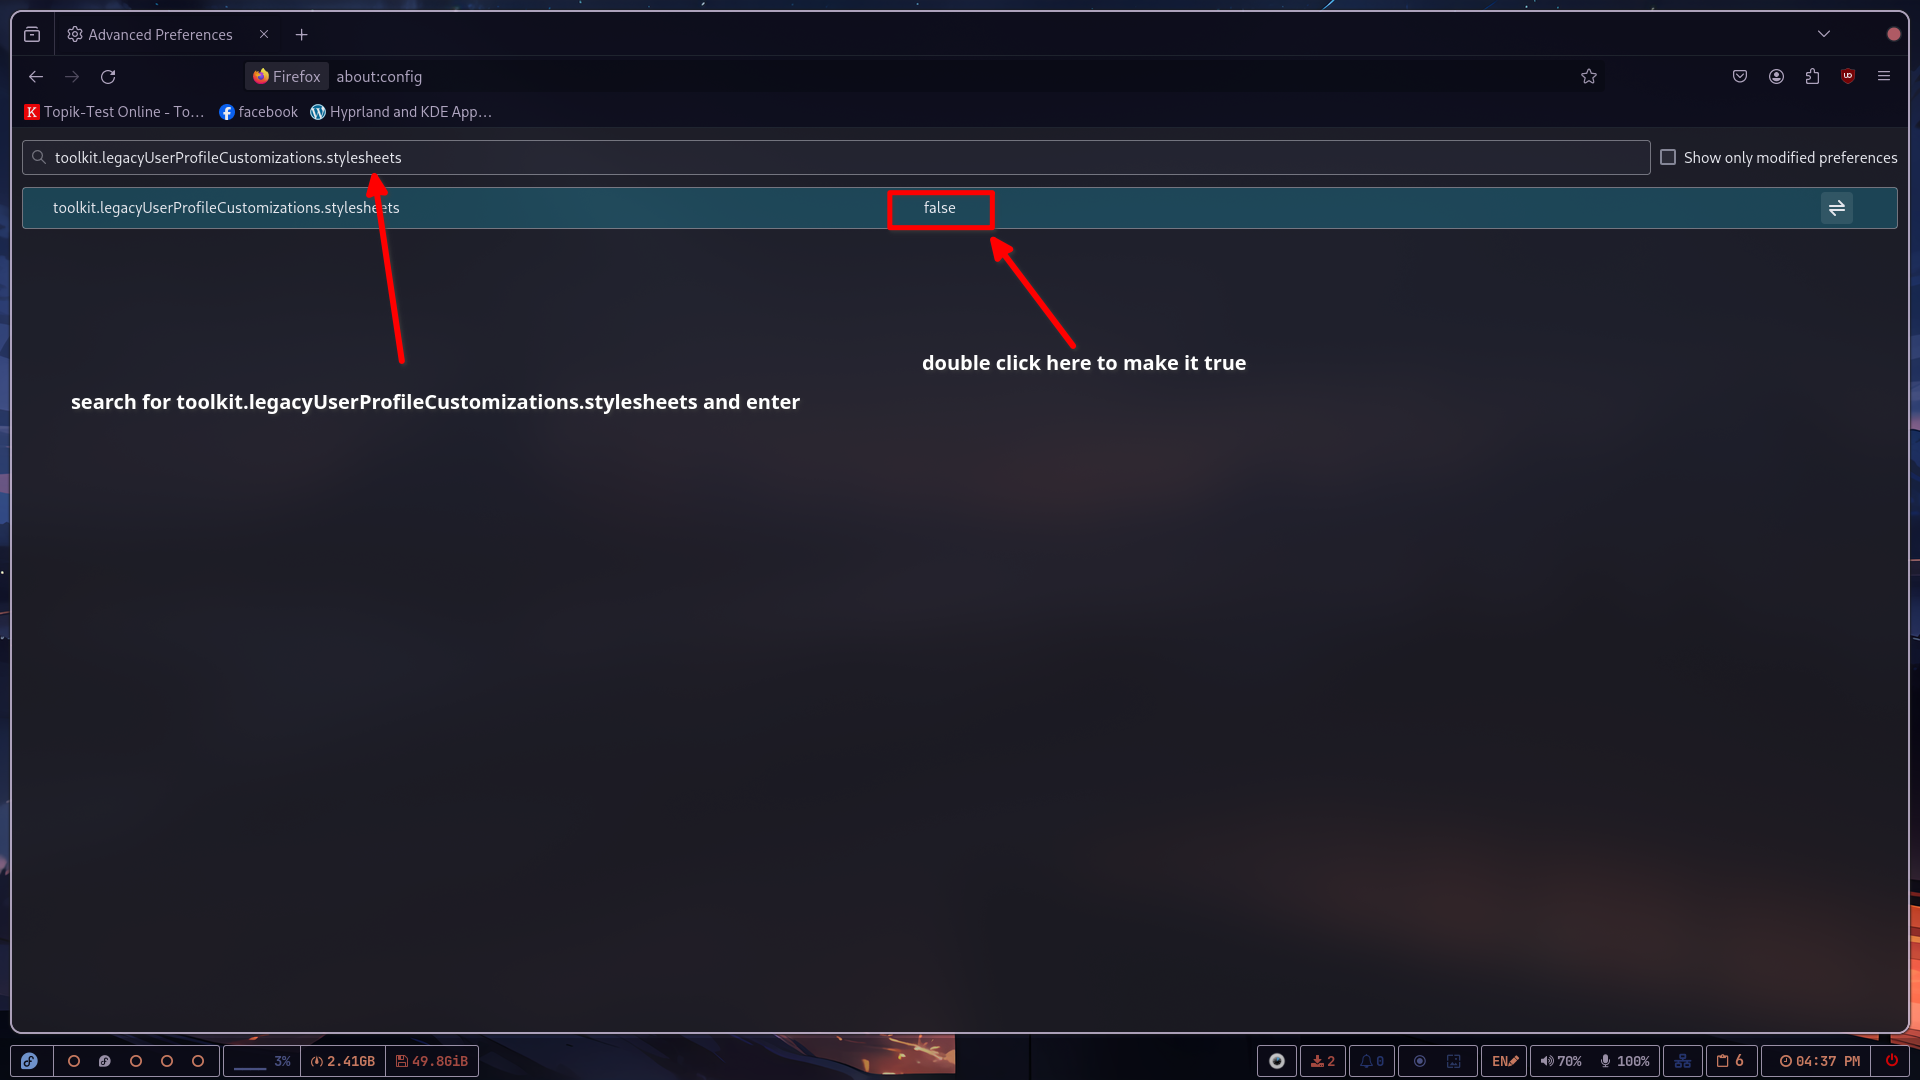 Advanced Preferences
Firefox about:config
Topik-Test Online - To... facebook Hyprland and KDE App...
toolkit.legacyUserProfileCustomizations.stylesheets Show only modified preferences
toolkit.legacyUserProfileCustomizations.stylesheets false
double click here to make it true
search for toolkit.legacyUserProfileCustomizations.stylesheets and enter
3% 2.41GB 49.8GiB 2 0 EN 70% 100% 6 04:37 PM